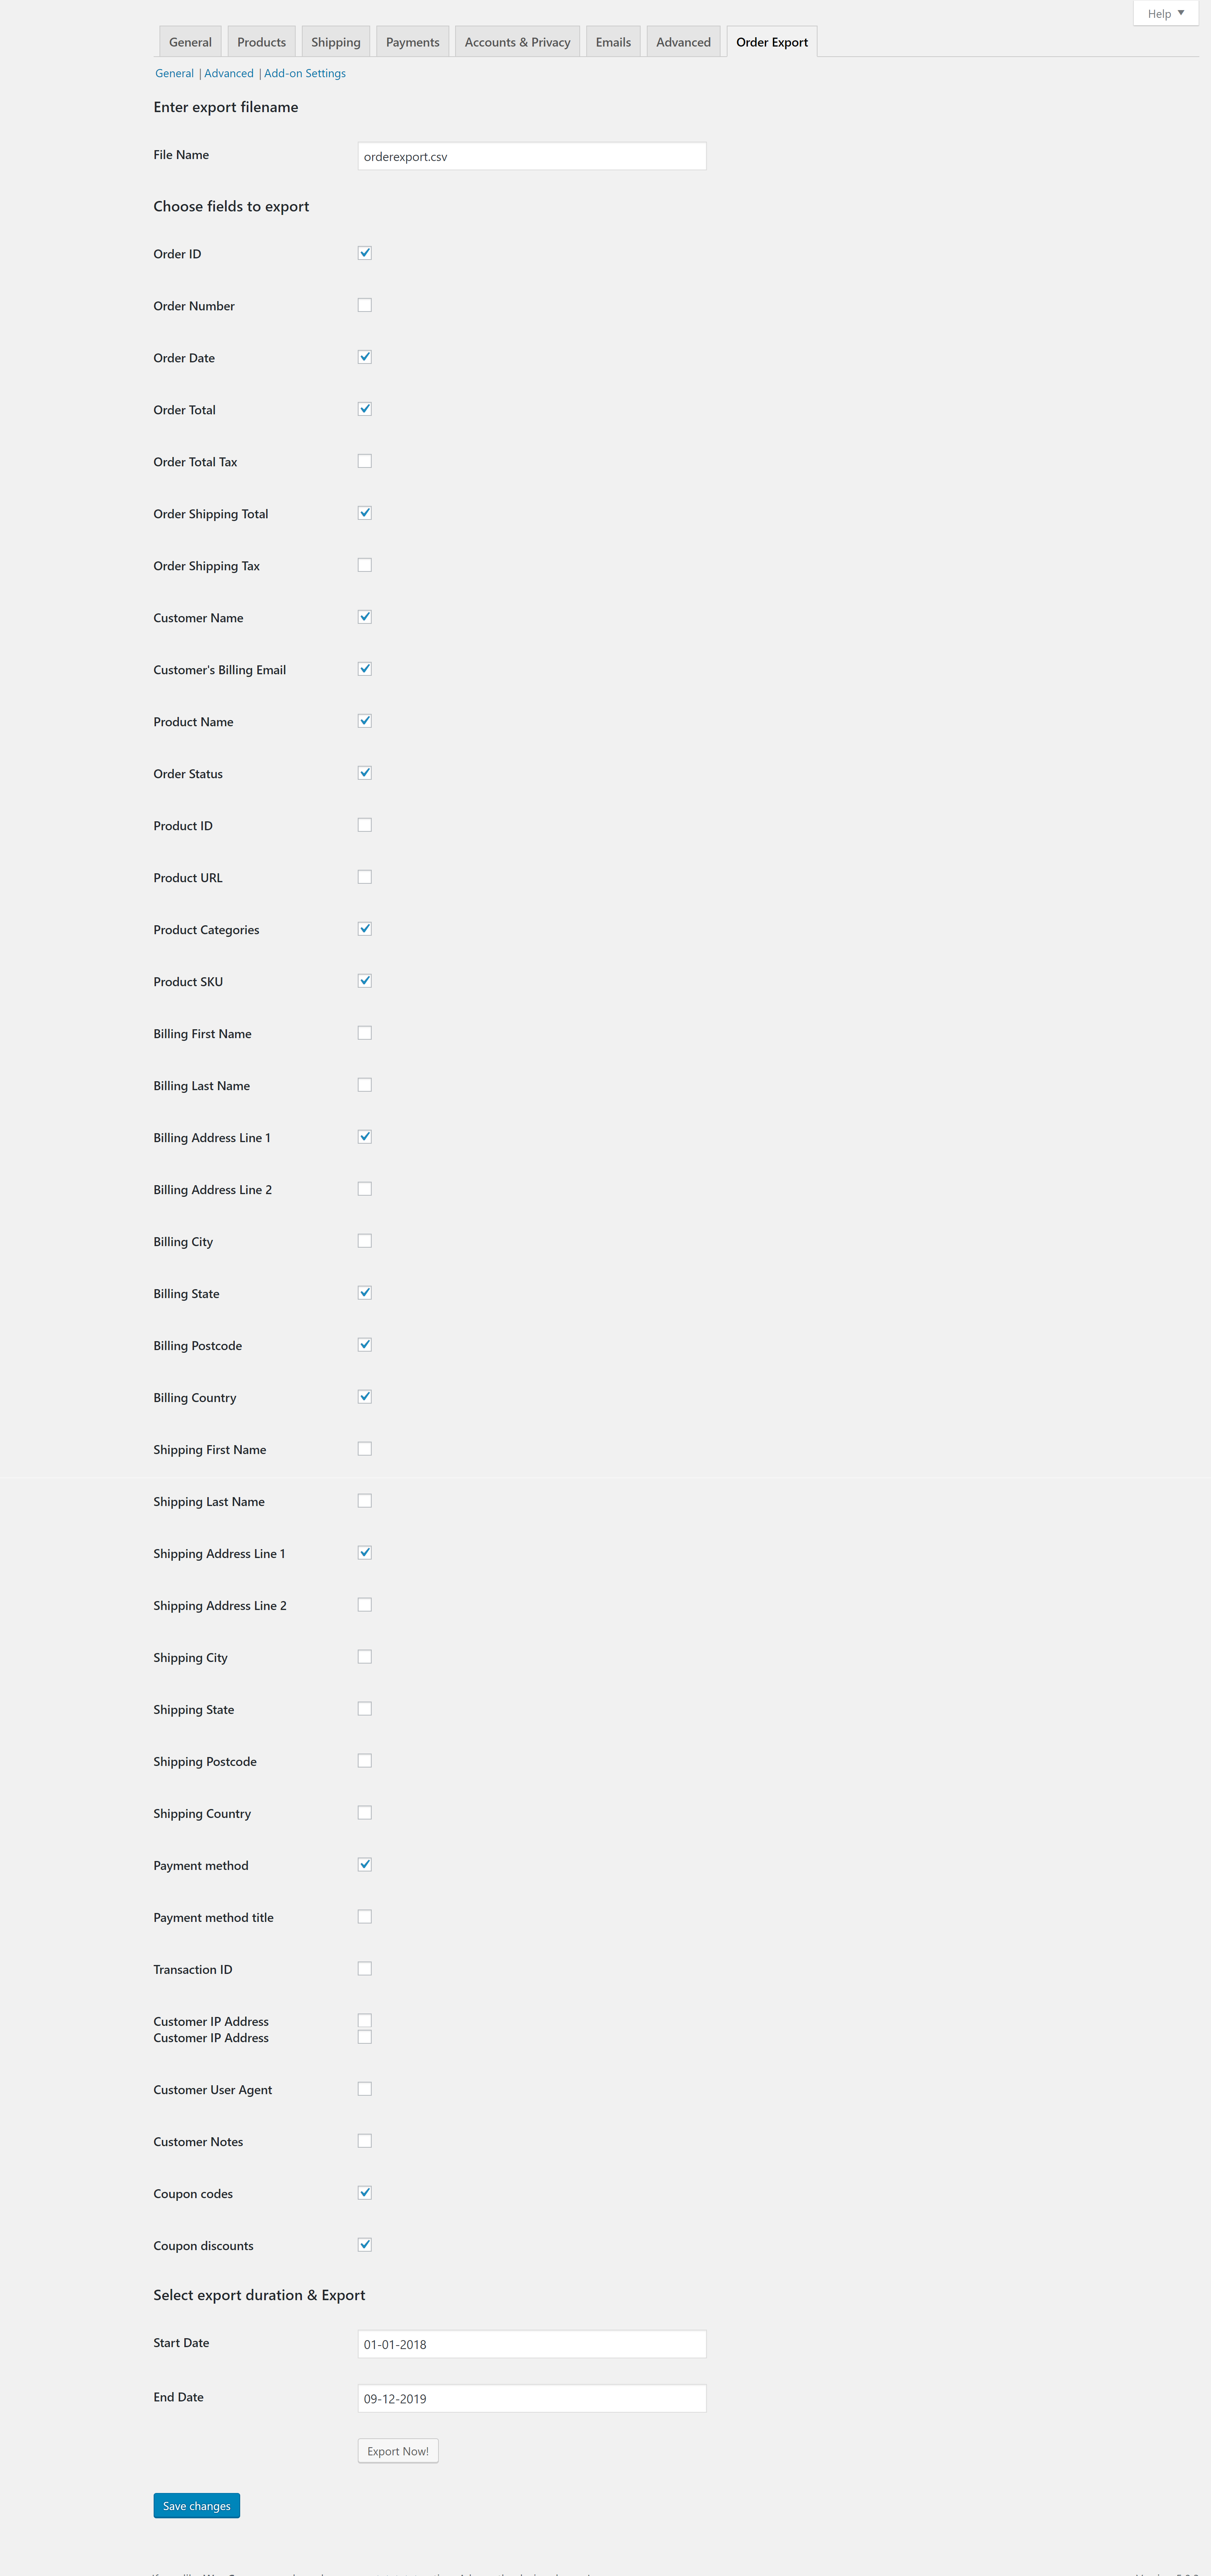 Help
General Products Shipping Payments Accounts & Privacy Emails Advanced Order Export
General | Advanced | Add-on Settings
Enter export filename
File Name orderexport.csv
Choose fields to export
Order ID
Order Number
Order Date
Order Total
Order Total Tax
Order Shipping Total
Order Shipping Tax
Customer Name
Customer's Billing Email
Product Name
Order Status
Product ID
Product URL
Product Categories
Product SKU
Billing First Name
Billing Last Name
Billing Address Line 1
Billing Address Line 2
Billing City
Billing State
Billing Postcode
Billing Country
Shipping First Name
Shipping Last Name
Shipping Address Line 1
Shipping Address Line 2
Shipping City
Shipping State
Shipping Postcode
Shipping Country
Payment method
Payment method title
Transaction ID
Customer IP Address
Customer IP Address
Customer User Agent
Customer Notes
Coupon codes
Coupon discounts
Select export duration & Export
Start Date 01-01-2018
End Date 09-12-2019
Export Now!
Save changes